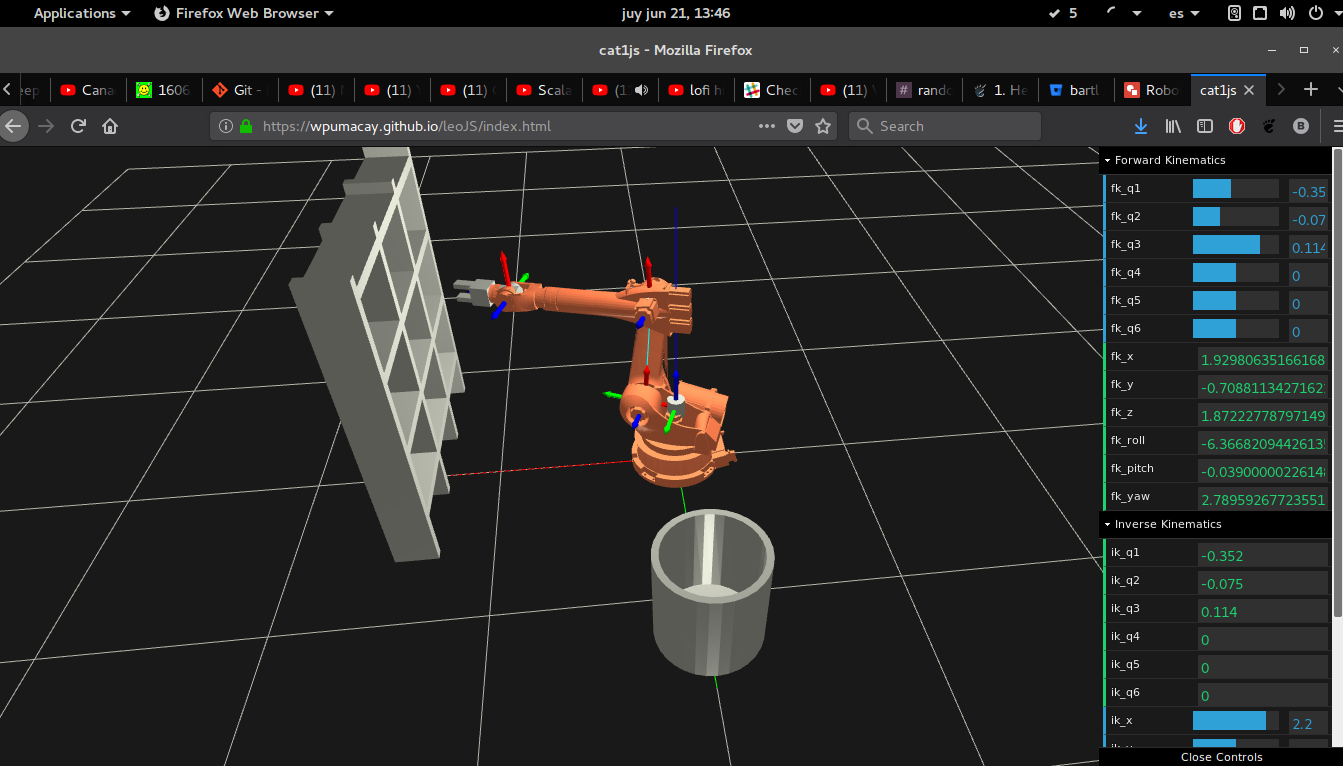 Applications Firefox Web Browser juy jun 21, 13:46 5 es
cat1js - Mozilla Firefox
eep Cana 1606 Git - (11) (11) Y (11) Scala (1 lofi h Chec (11) # rando 1. He bartl Robo cat1js
https://wpumacay.github.io/leoJS/index.html Search B
Forward Kinematics
fk_q1 -0.35
fk_q2 -0.07
fk_q3 0.114
fk_q4 0
fk_q5 0
fk_q6 0
fk_x 1.92980635166168
fk_y -0.7088113427162
fk_z 1.87222778797149
fk_roll -6.3668209442613
fk_pitch -0.0390000022614
fk_yaw 2.78959267723551
Inverse Kinematics
ik_q1 -0.352
ik_q2 -0.075
ik_q3 0.114
ik_q4 0
ik_q5 0
ik_q6 0
ik_x 2.2
Close Controls